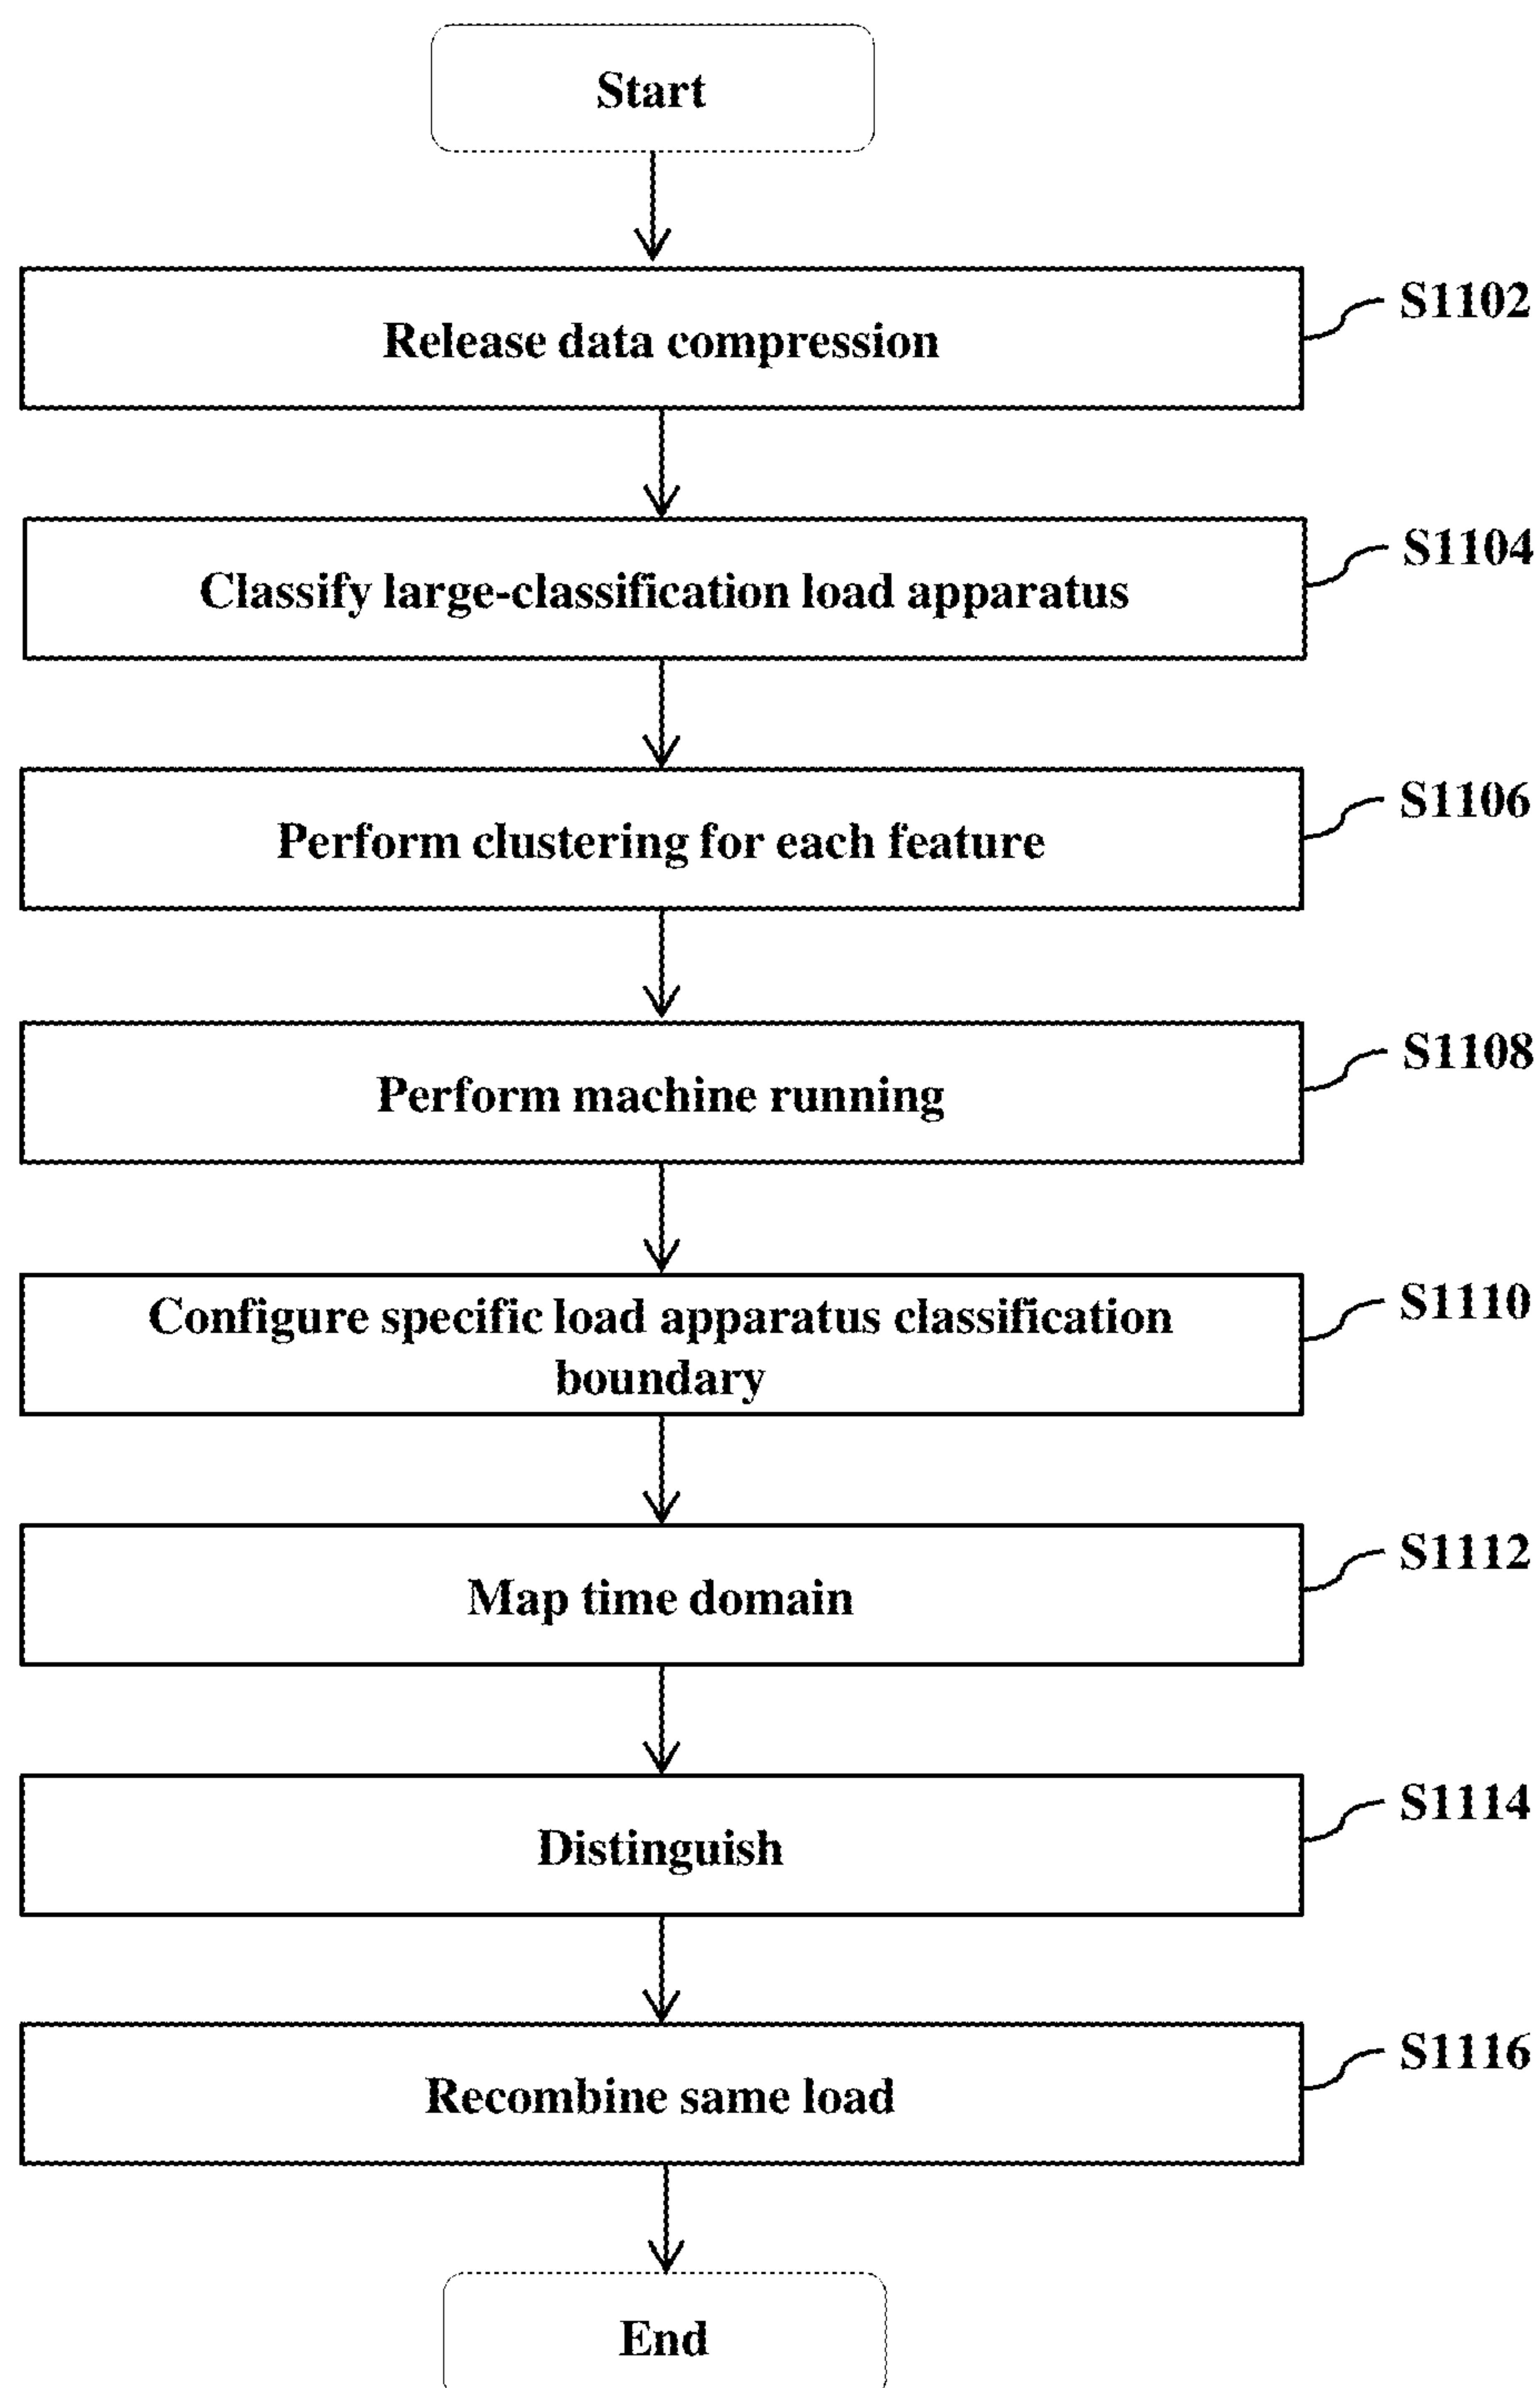 Start
Release data compression
S1102
Classify large-classification load apparatus
S1104
Perform clustering for each feature
S1106
Perform machine running
S1108
Configure specific load apparatus classification
boundary
S1110
Map time domain
S1112
Distinguish
S1114
Recombine same load
S1116
End